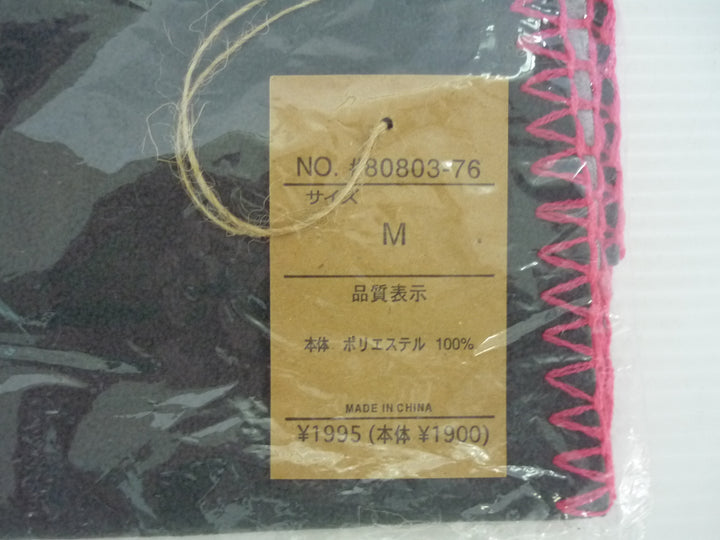 NO. #80803-76
サイズ
M
品質表示
本体 ポリエステル 100%
MADE IN CHINA
¥1995 (本体 ¥1900)